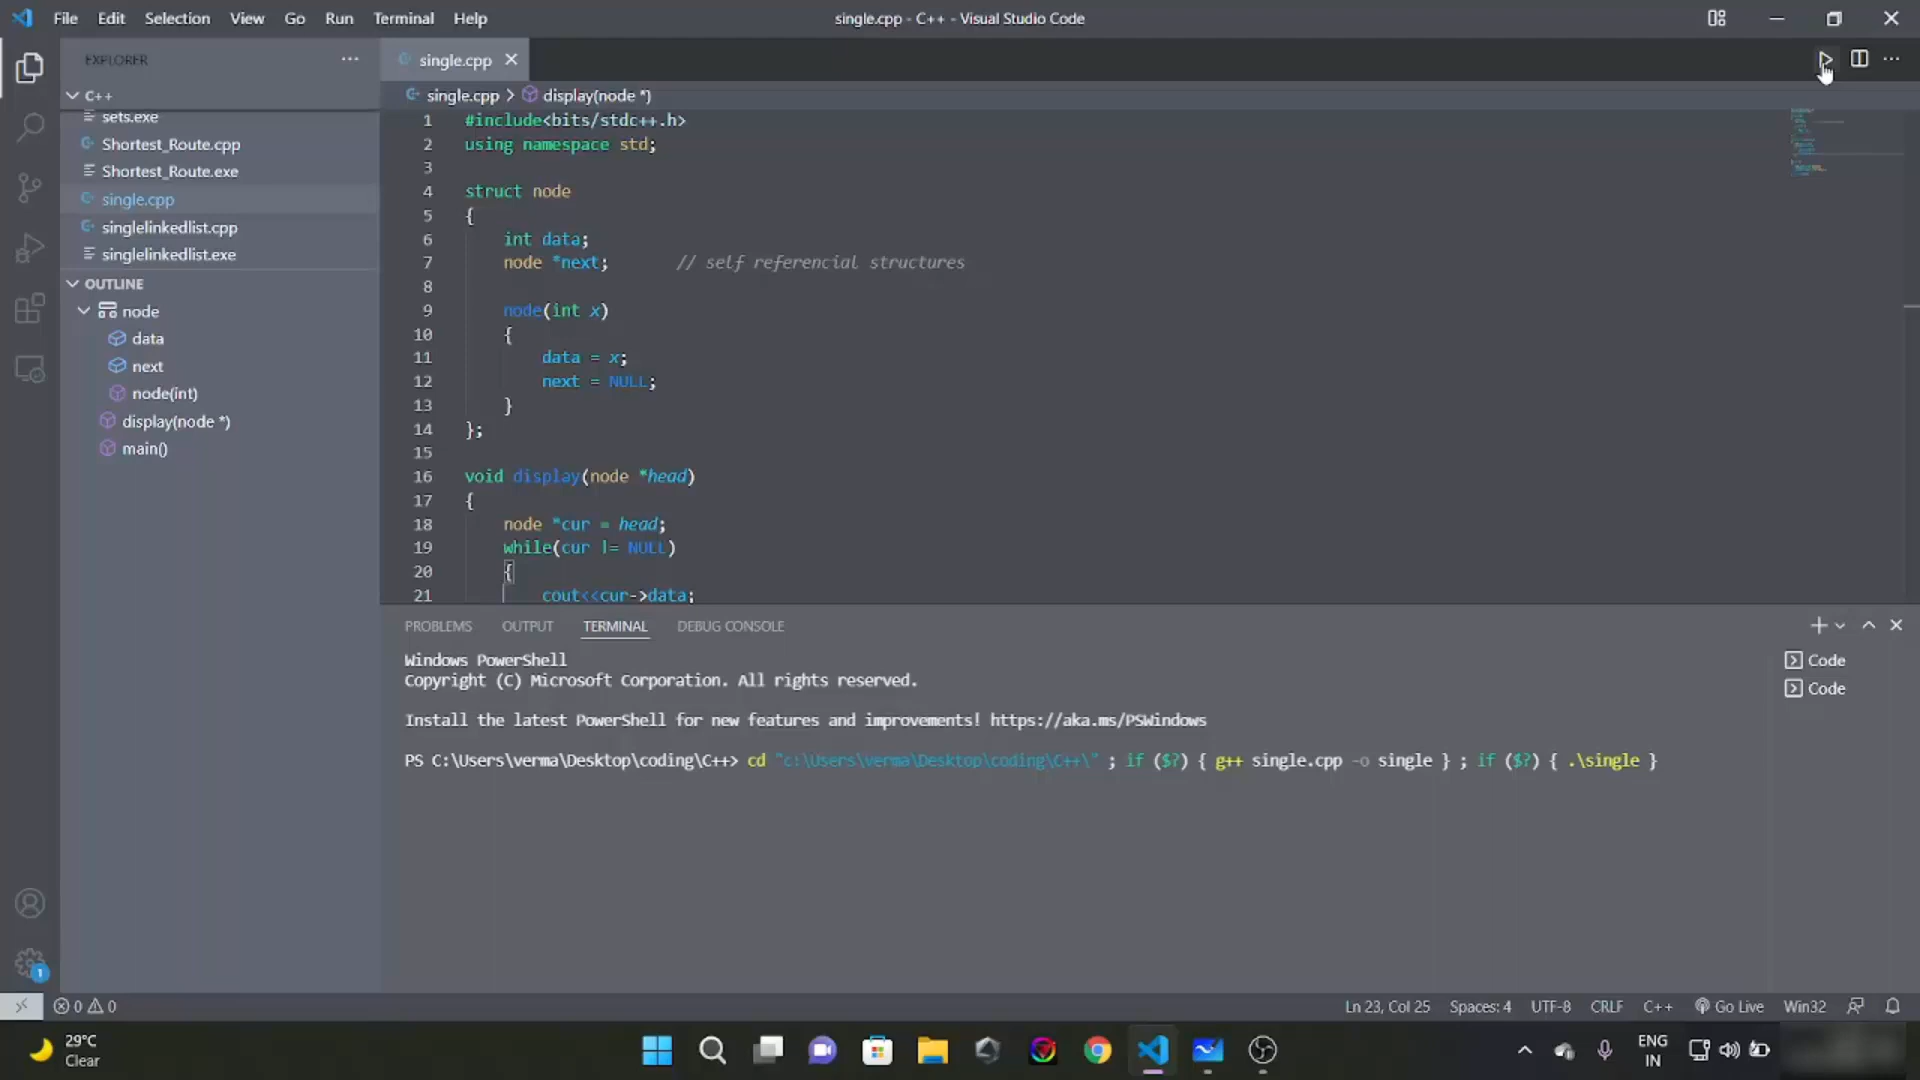 File Edit Selection View Go Run Terminal Help
single.cpp - C++ - Visual Studio Code
EXPLORER
single.cpp
C++
single.cpp > display(node *)
sets.exe
Shortest_Route.cpp
Shortest_Route.exe
single.cpp
singlelinkedlist.cpp
singlelinkedlist.exe
OUTLINE
node
data
next
node(int)
display(node *)
main()
1 #include<bits/stdc++.h>
2 using namespace std;
3
4 struct node
5 {
6 int data;
7 node *next; // self referencial structures
8
9 node(int x)
10 {
11 data = x;
12 next = NULL;
13 }
14 };
15
16 void display(node *head)
17 {
18 node *cur = head;
19 while(cur != NULL)
20 {
21 cout<<cur->data;
PROBLEMS OUTPUT TERMINAL DEBUG CONSOLE
Windows PowerShell
Copyright (C) Microsoft Corporation. All rights reserved.
Install the latest PowerShell for new features and improvements! https://aka.ms/PSWindows
PS C:\Users\verma\Desktop\coding\C++> cd "c:\Users\verma\Desktop\coding\C++\" ; if ($?) { g++ single.cpp -o single } ; if ($?) { .\single }
Code
Code
1
0 0
Ln 23, Col 25 Spaces: 4 UTF-8 CRLF C++ Go Live Win32
29°C
Clear
ENG
IN